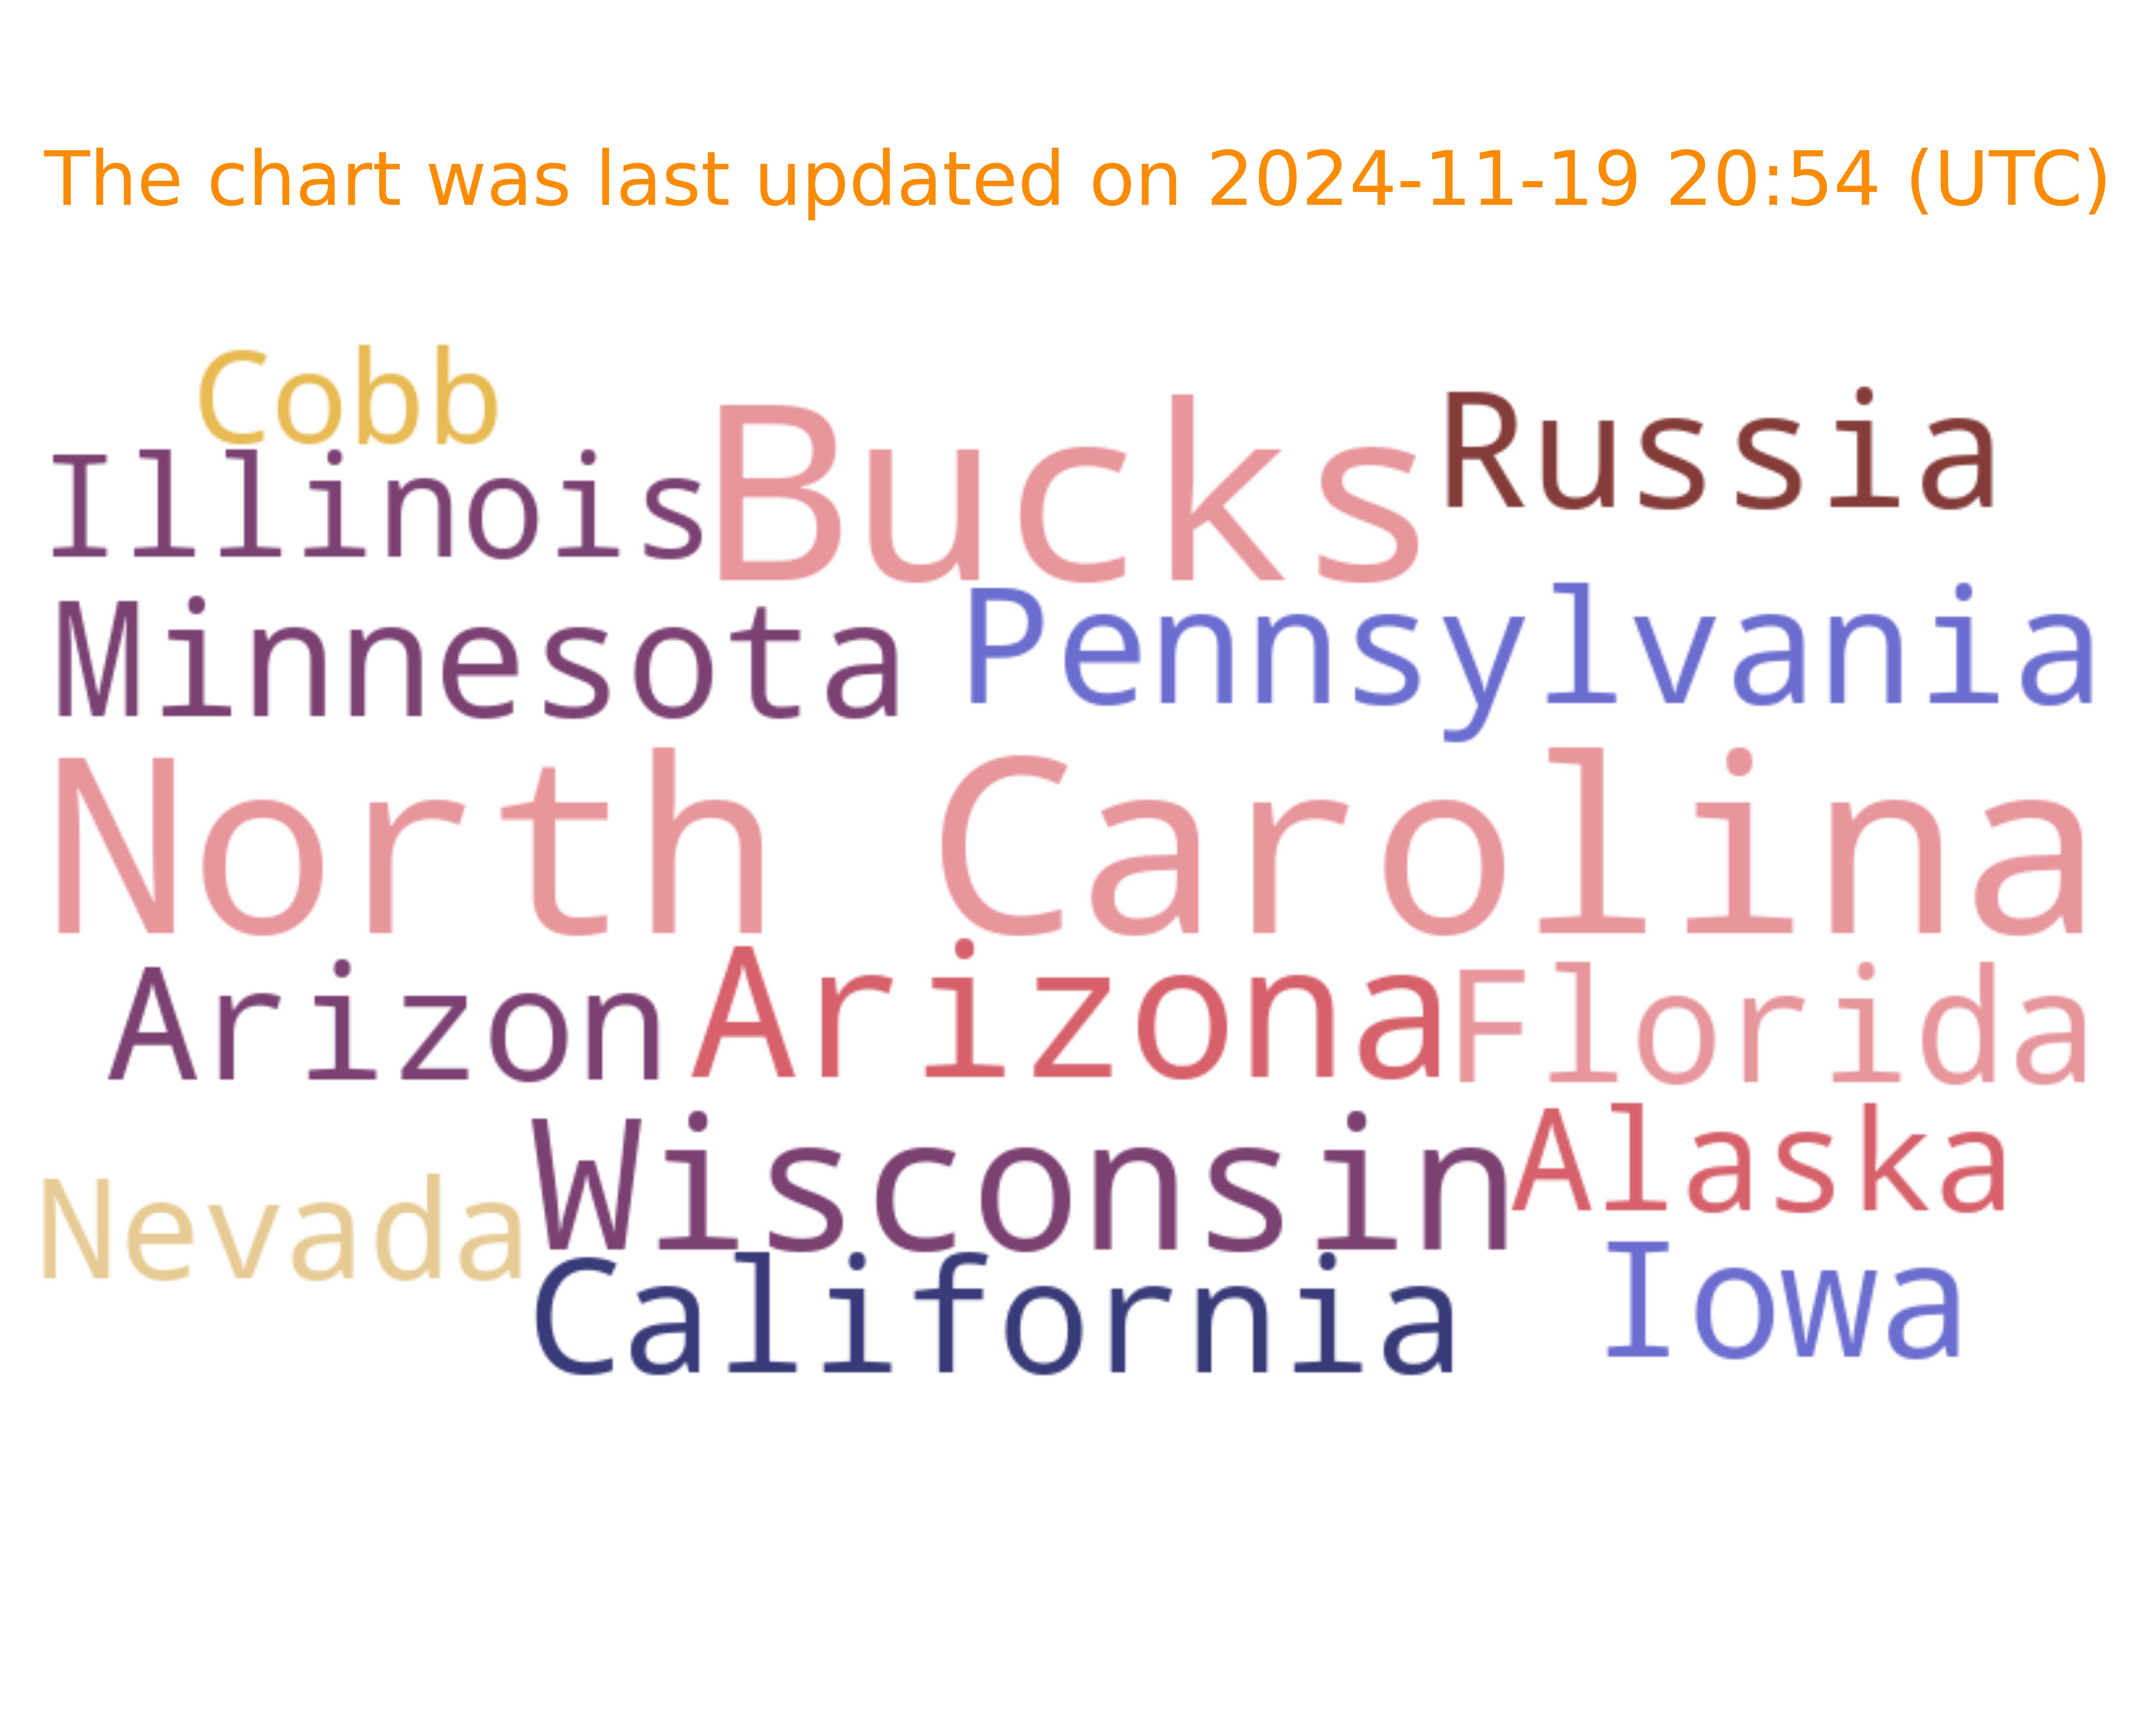 The chart was last updated on 2024-11-19 20:54 (UTC)
Cobb
Illinois Bucks Russia
Minnesota Pennsylvania
North Carolina
Arizon Arizona Florida
Wisconsin Alaska
Nevada
California Iowa